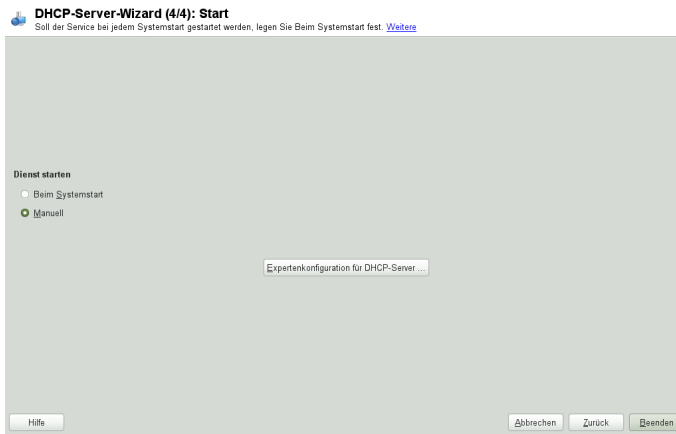 DHCP-Server-Wizard (4/4): Start
Soll der Service bei jedem Systemstart gestartet werden, legen Sie Beim Systemstart fest. Weitere
Dienst starten
Beim Systemstart
Manuell
Expertenkonfiguration für DHCP-Server ...
Hilfe
Abbrechen
Zurück
Beenden